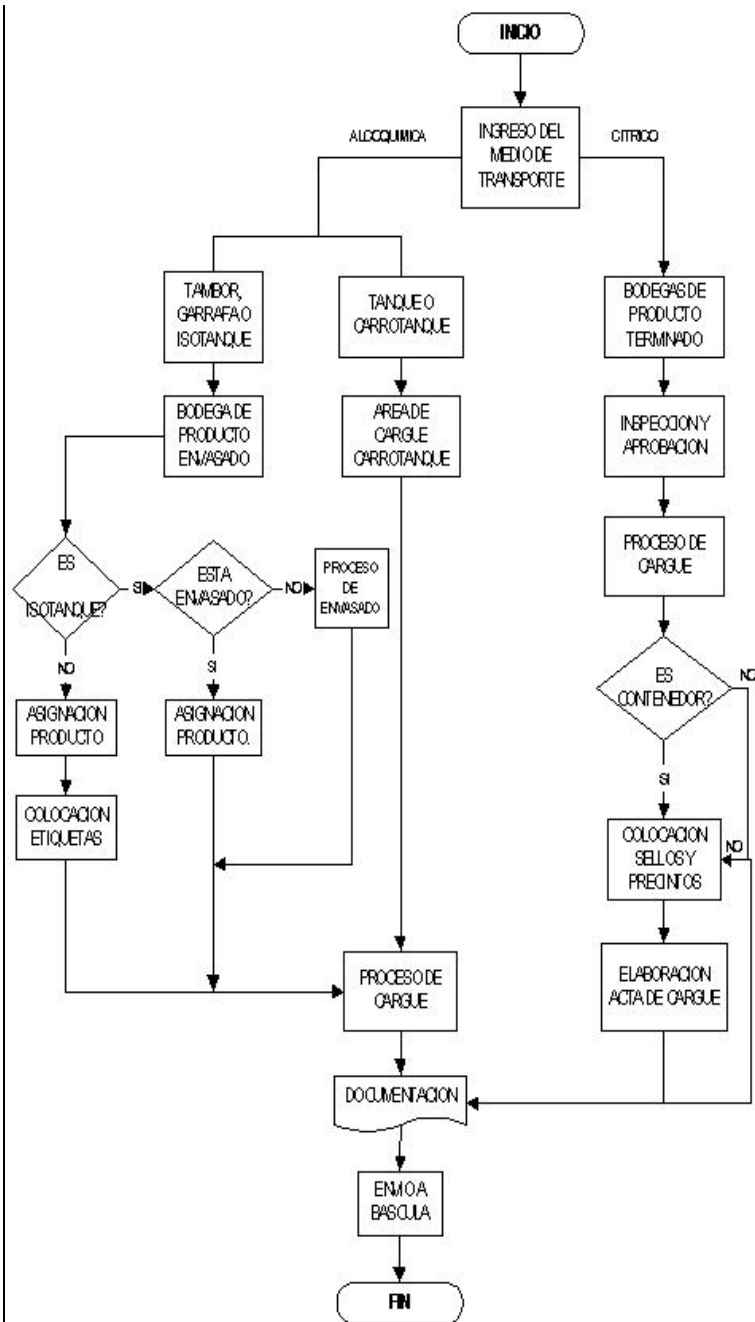 INICIO
INGRESO DEL
MEDIO DE
TRANSPORTE
ALCOQUIMICA
CITRICO
TAMBOR,
GARRAFA O
ISOTANQUE
TANQUE O
CARROTANQUE
BODEGAS DE
PRODUCTO
TERMINADO
BODEGA DE
PRODUCTO
ENVASADO
AREA DE
CARGUE
CARROTANQUE
INSPECCION Y
APROBACION
ES
ISOTANQUE?
SI
ESTA
ENVASADO?
NO
PROCESO
DE
ENVASADO
PROCESO DE
CARGUE
NO
SI
ES
CONTENEDOR?
NO
ASIGNACION
PRODUCTO
ASIGNACION
PRODUCTO.
SI
COLOCACION
ETIQUETAS
COLOCACION
SELLOS Y
PRECINTOS
NO
PROCESO DE
CARGUE
ELABORACION
ACTA DE CARGUE
DOCUMENTACION
ENVIO A
BASCULA
FIN